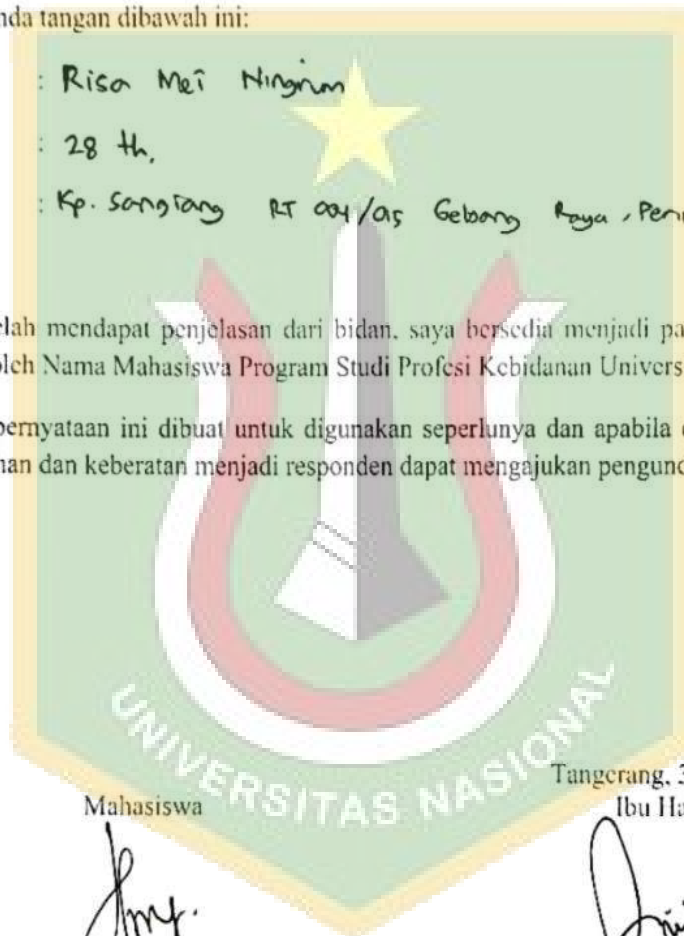 nda tangan dibawah ini:
: Risa Mei Ningrum
: 28 th.
: Kp. Sangiang RT 004/015 Gebang Raya, Peri
elah mendapat penjelasan dari bidan, saya bersedia menjadi pa
oleh Nama Mahasiswa Program Studi Profesi Kebidanan Univers
pernyataan ini dibuat untuk digunakan seperlunya dan apabila
nan dan keberatan menjadi responden dapat mengajukan pengund
UNIVERSITAS NASIONAL
Tangerang, 3
Mahasiswa Ibu Ha